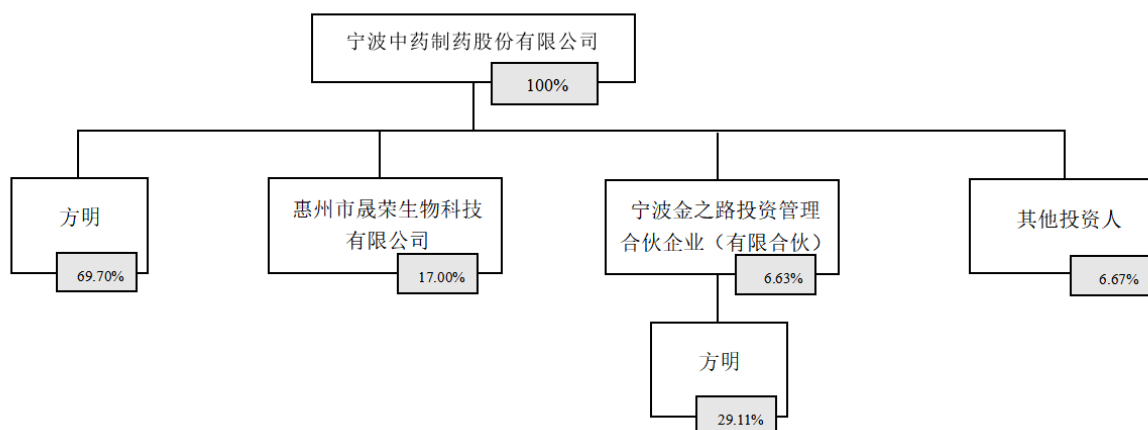 宁波中药制药股份有限公司
100%
方明
69.70%
惠州市晟荣生物科技
有限公司
17.00%
宁波金之路投资管理
合伙企业（有限合伙）
6.63%
其他投资人
6.67%
方明
29.11%